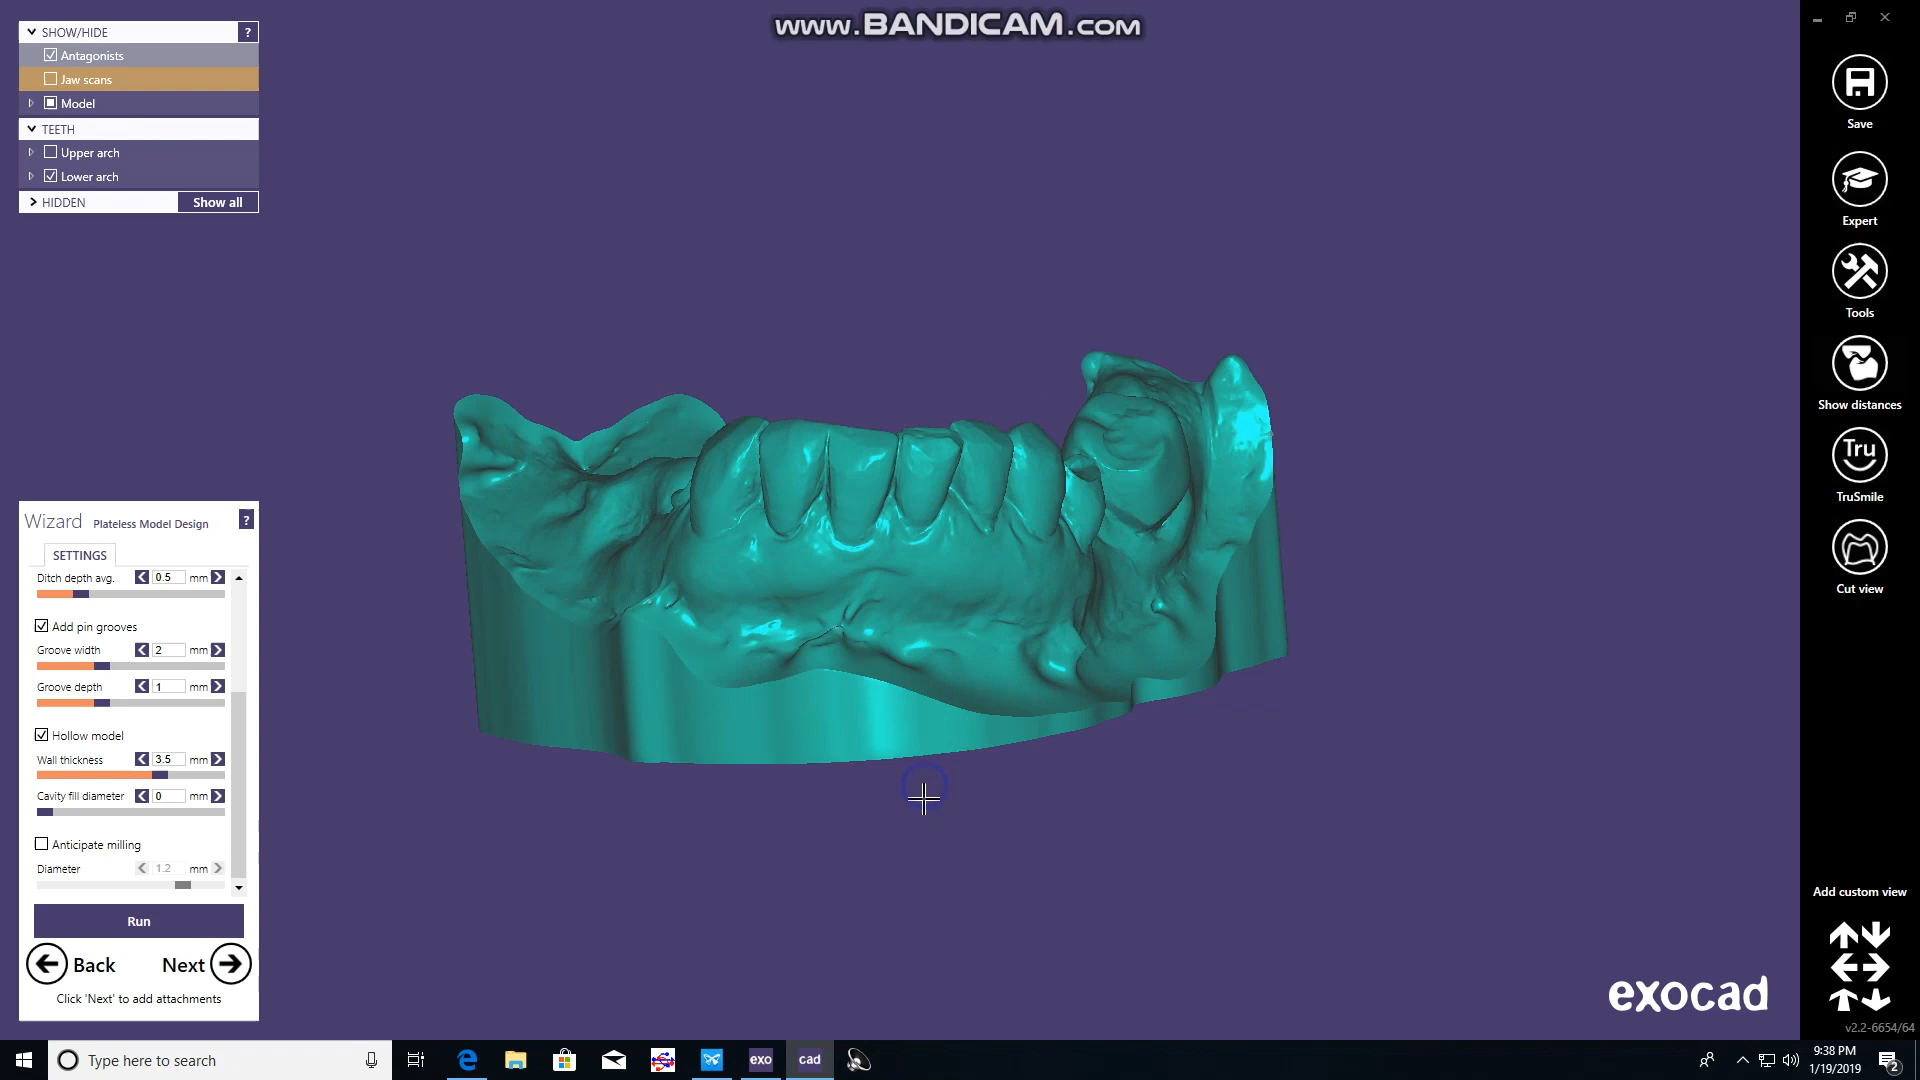 www.BANDICAM.com
SHOW/HIDE ?
Antagonists
Jaw scans
Model
TEETH
Upper arch
Lower arch
HIDDEN Show all
Save
Expert
Tools
Show distances
Tru
TruSmile
Cut view
Add custom view
Wizard Plateless Model Design ?
SETTINGS
Ditch depth avg. 0.5 mm
Add pin grooves
Groove width 2 mm
Groove depth 1 mm
Hollow model
Wall thickness 3.5 mm
Cavity fill diameter 0 mm
Anticipate milling
Diameter 1.2 mm
Run
Back Next
Click 'Next' to add attachments
exocad
v2.2-6654/64
Type here to search
exo
cad
9:38 PM
1/19/2019
2